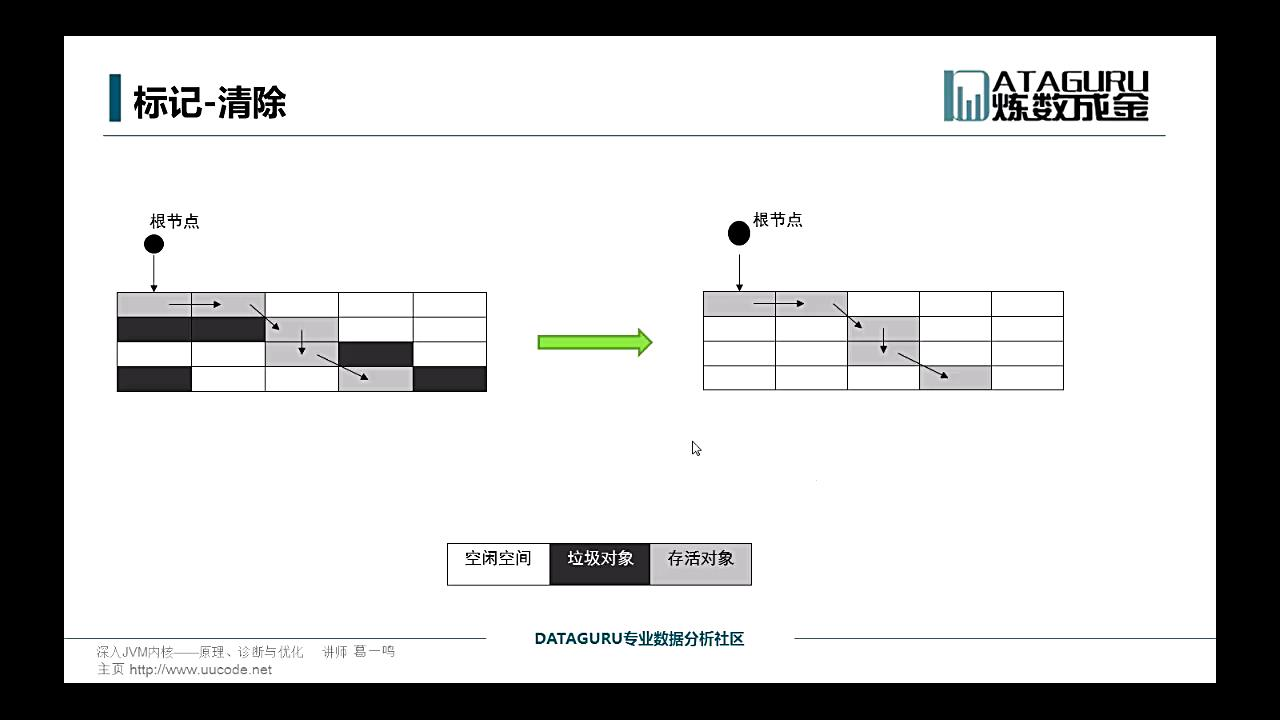 标记-清除
ATAGURU
炼数成金
根节点
根节点
空闲空间 垃圾对象 存活对象
DATAGURU专业数据分析社区
深入JVM内核——原理、诊断与优化 讲师 葛一鸣
主页 http://www.uucode.net